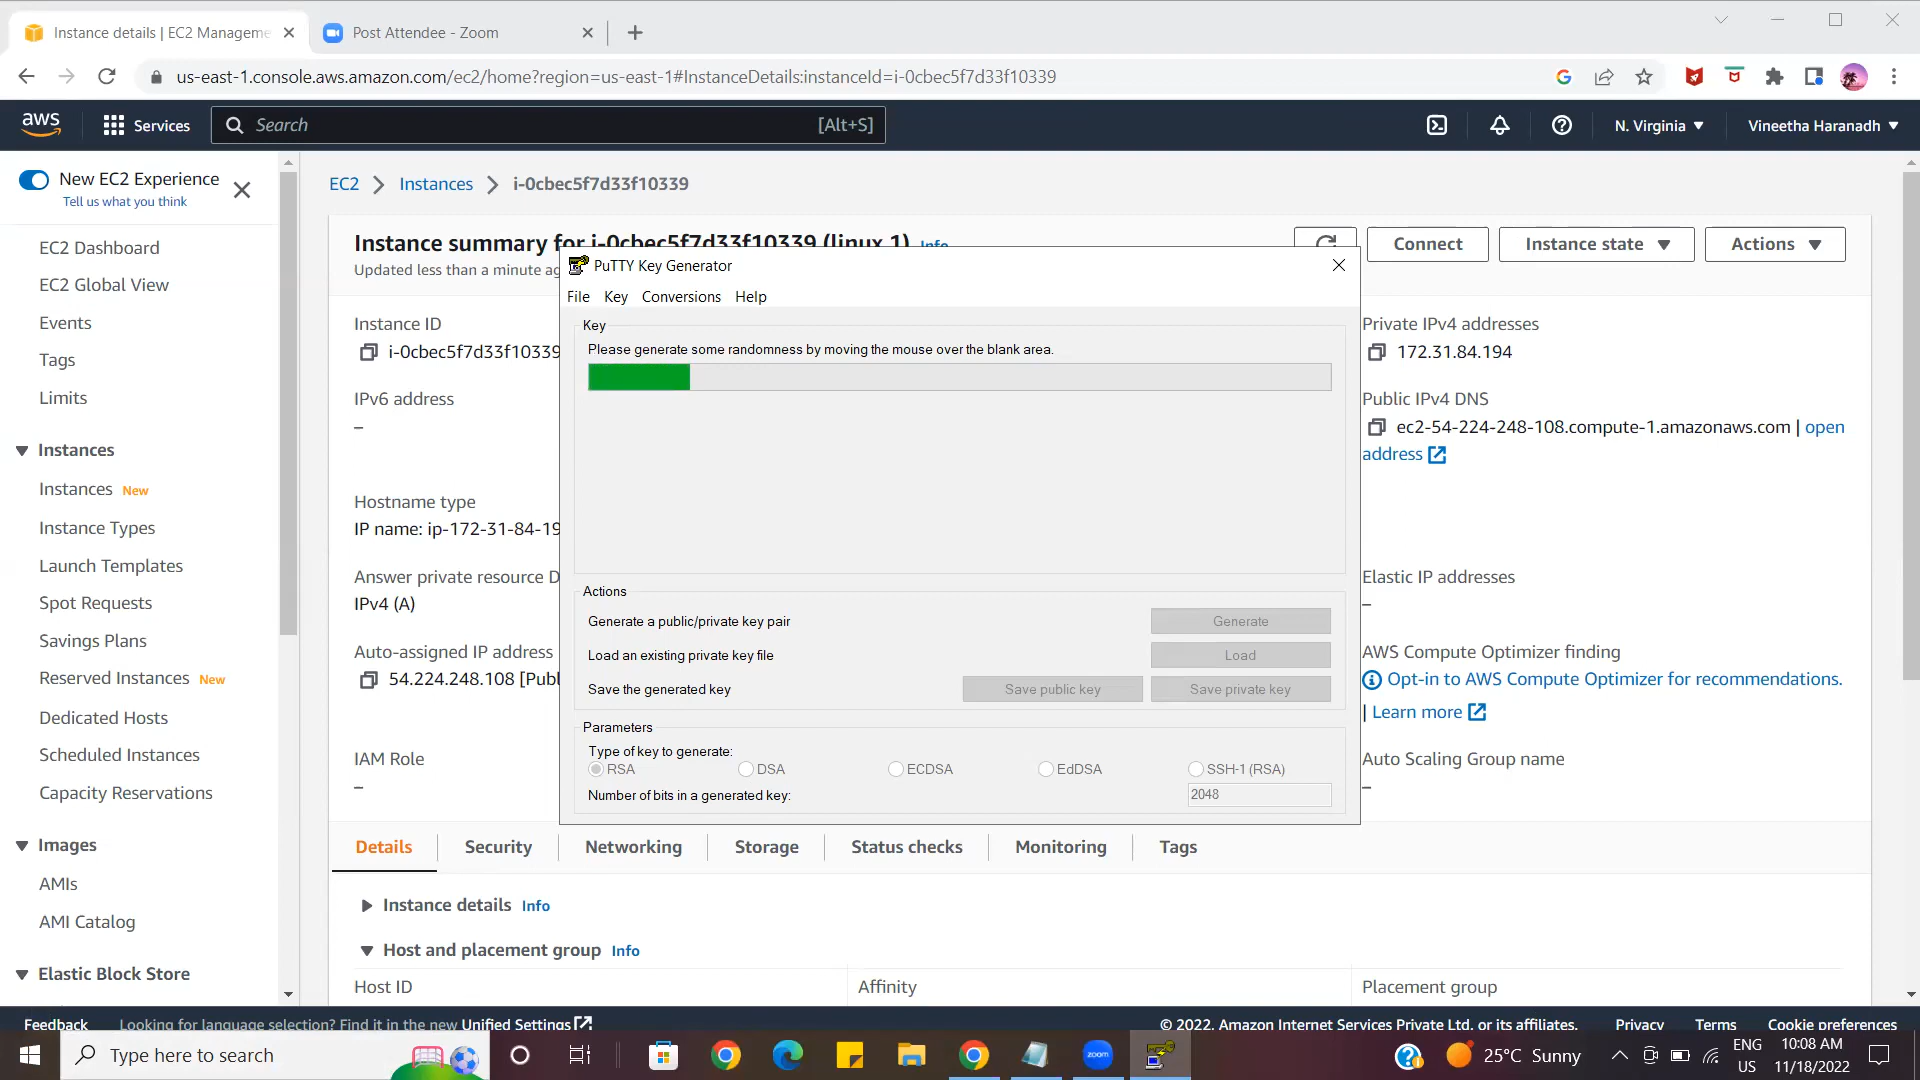 Instance details | EC2 Manageme
Post Attendee - Zoom
us-east-1.console.aws.amazon.com/ec2/home?region=us-east-1#InstanceDetails:instanceId=i-0cbec5f7d33f10339
aws
Services
Search
[Alt+S]
N. Virginia
Vineetha Haranadh
New EC2 Experience
Tell us what you think
EC2 Dashboard
EC2 Global View
Events
Tags
Limits
Instances
Instances New
Instance Types
Launch Templates
Spot Requests
Savings Plans
Reserved Instances New
Dedicated Hosts
Scheduled Instances
Capacity Reservations
Images
AMIs
AMI Catalog
Elastic Block Store
EC2
Instances
i-0cbec5f7d33f10339
Instance summary for i-0cbec5f7d33f10339 (linux 1) Info
Updated less than a minute ag
Connect
Instance state
Actions
Instance ID
i-0cbec5f7d33f10339
IPv6 address
–
Hostname type
IP name: ip-172-31-84-19
Answer private resource D
IPv4 (A)
Auto-assigned IP address
54.224.248.108 [Publ
IAM Role
–
PuTTY Key Generator
File Key Conversions Help
Key
Please generate some randomness by moving the mouse over the blank area.
Actions
Generate a public/private key pair
Generate
Load an existing private key file
Load
Save the generated key
Save public key
Save private key
Parameters
Type of key to generate:
RSA
DSA
ECDSA
EdDSA
SSH-1 (RSA)
Number of bits in a generated key:
2048
Private IPv4 addresses
172.31.84.194
Public IPv4 DNS
ec2-54-224-248-108.compute-1.amazonaws.com | open
address
Elastic IP addresses
–
AWS Compute Optimizer finding
Opt-in to AWS Compute Optimizer for recommendations.
| Learn more
Auto Scaling Group name
–
Details
Security
Networking
Storage
Status checks
Monitoring
Tags
Instance details Info
Host and placement group Info
Host ID
Affinity
Placement group
Feedback
Looking for language selection? Find it in the new Unified Settings
© 2022, Amazon Internet Services Private Ltd. or its affiliates.
Privacy
Terms
Cookie preferences
Type here to search
zoom
25°C Sunny
ENG
US
10:08 AM
11/18/2022